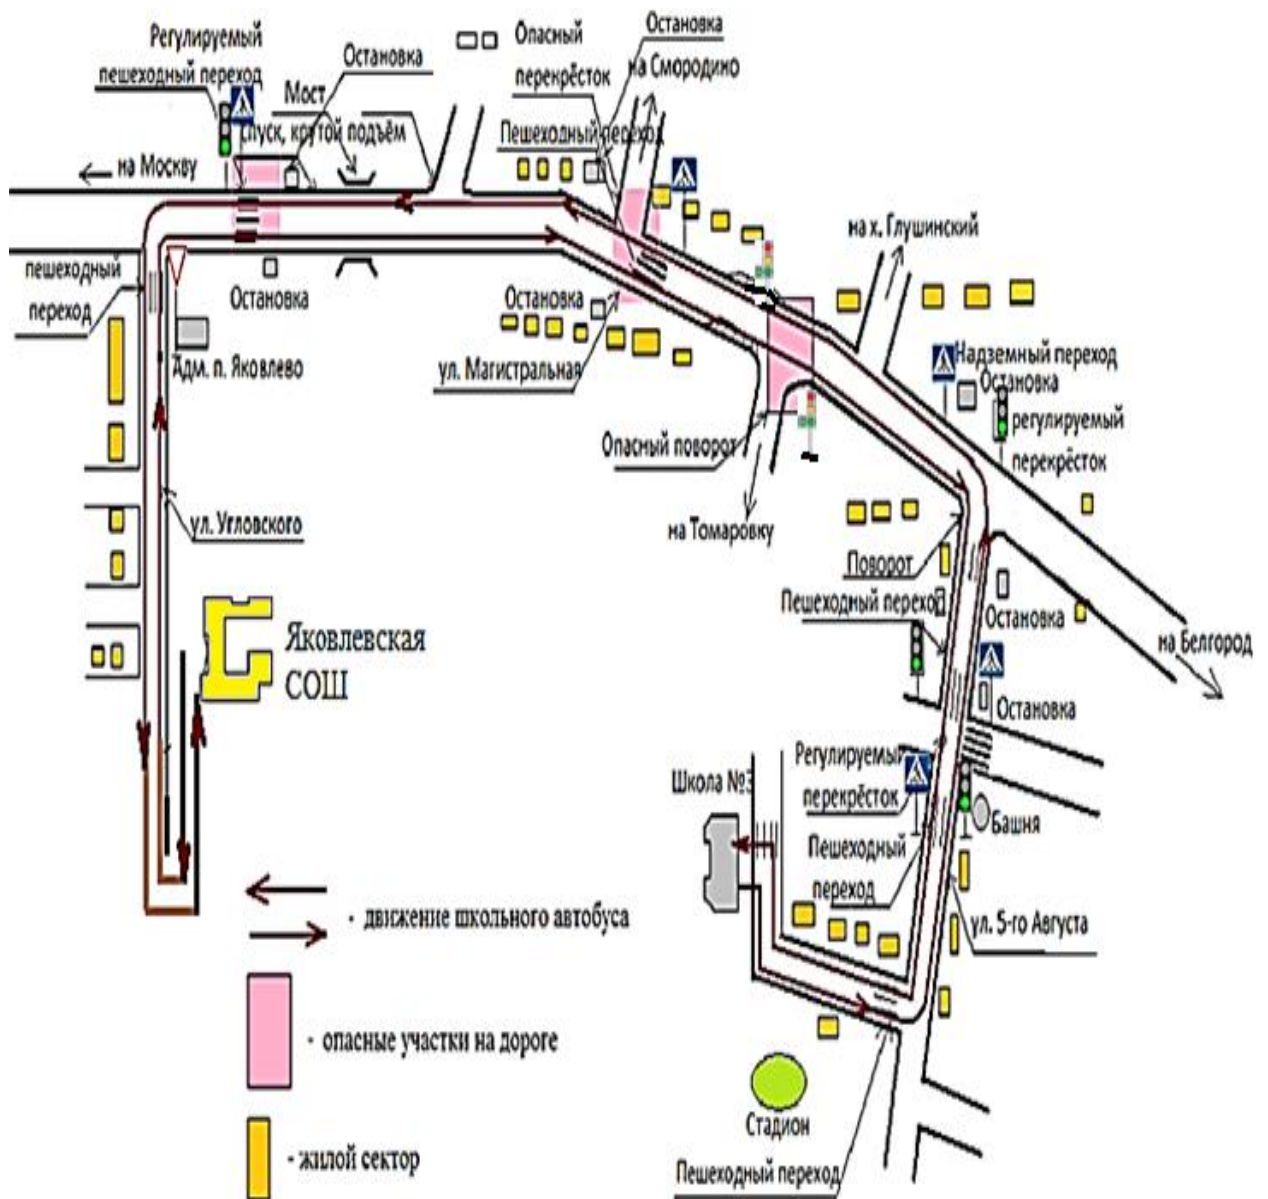 Регулируемый
пешеходный переход
Остановка
Мост
спуск, крутой подъём
на Москву
Опасный
перекрёсток
Остановка
на Смородино
Пешеходный переход
на х. Глушинский
пешеходный
переход
Остановка
Адм. п. Яковлево
Остановка
ул. Магистральная
Надземный переход
Остановка
регулируемый
перекрёсток
Опасный поворот
на Томаровку
ул. Угловского
Поворот
Пешеходный переход
Остановка
на Белгород
Яковлевская
СОШ
Остановка
Регулируемый
перекрёсток
Школа №3
Башня
Пешеходный
переход
ул. 5-го Августа
- движение школьного автобуса
- опасные участки на дороге
Стадион
- жилой сектор
Пешеходный переход